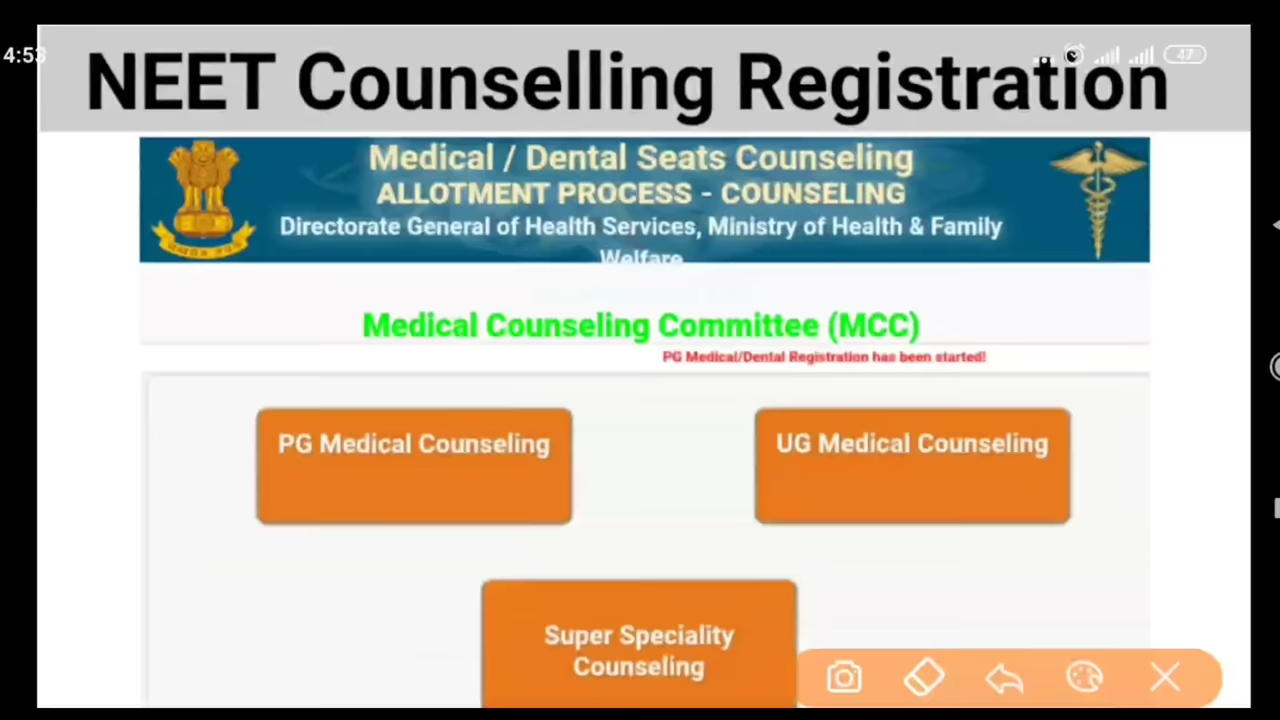 4:53
47
NEET Counselling Registration
Medical / Dental Seats Counseling
ALLOTMENT PROCESS - COUNSELING
Directorate General of Health Services, Ministry of Health & Family
Welfare
Medical Counseling Committee (MCC)
PG Medical/Dental Registration has been started!
PG Medical Counseling
UG Medical Counseling
Super Speciality
Counseling